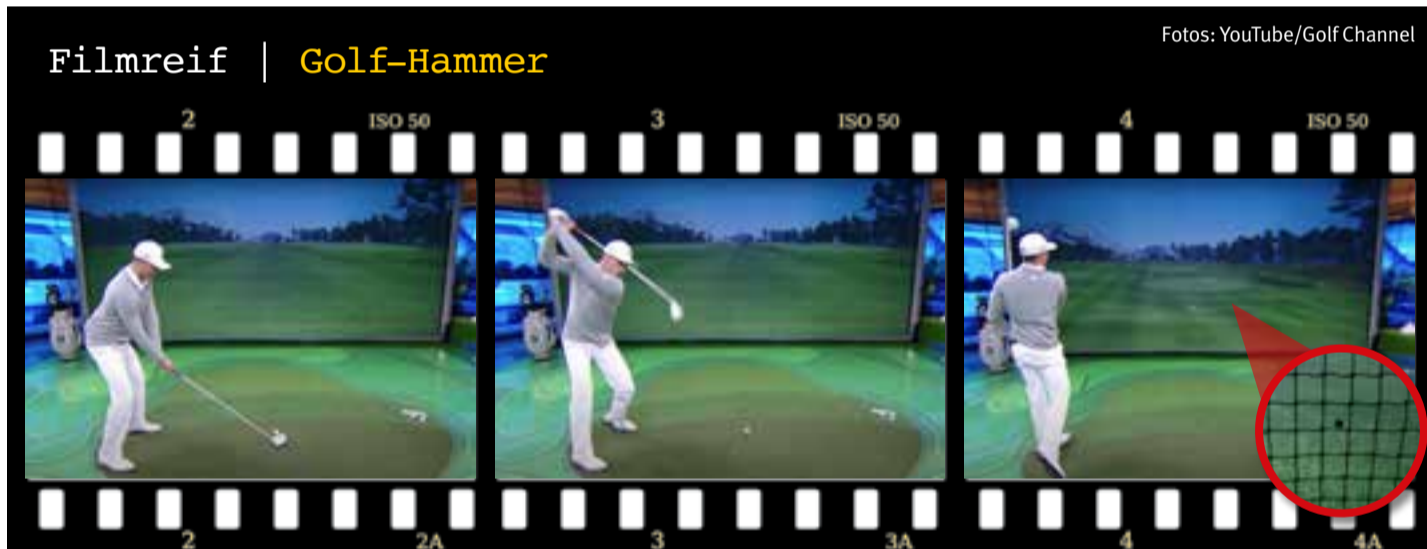 Fotos: YouTube/Golf Channel
Filmreif | Golf-Hammer
2 ISO 50 3 ISO 50 4 ISO 50
2 2A 3 3A 4 4A